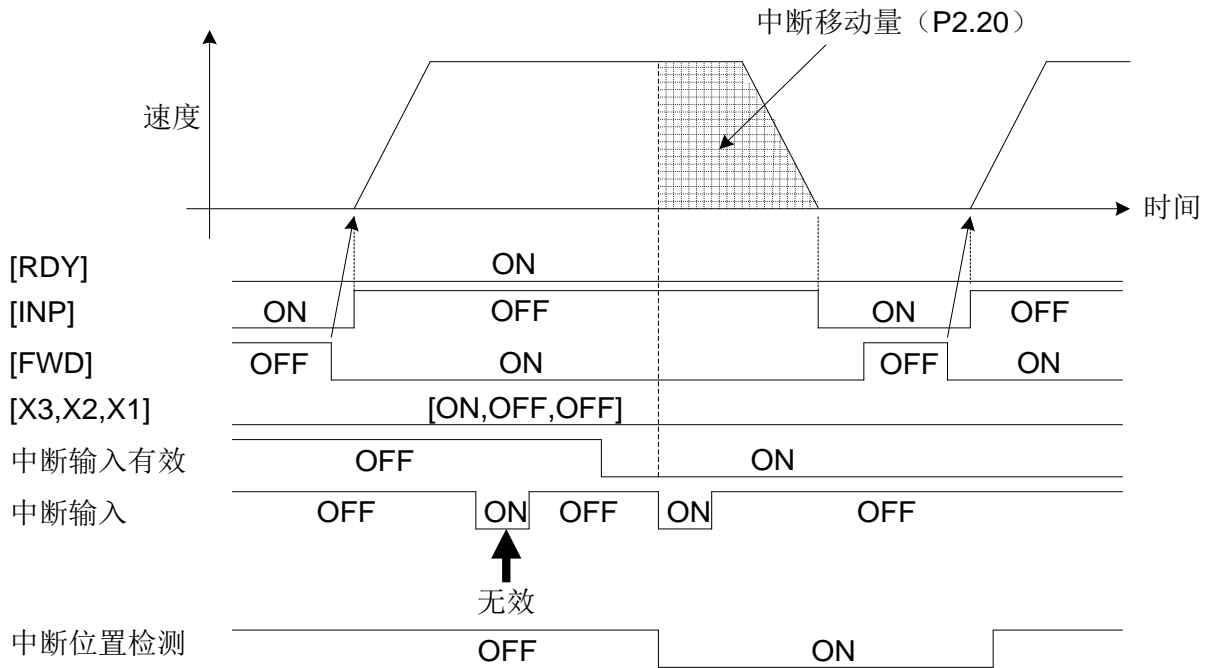 中断移动量（P2.20）
速度
时间
[RDY] ON
[INP] ON OFF ON OFF
[FWD] OFF ON OFF ON
[X3,X2,X1] [ON,OFF,OFF]
中断输入有效 OFF ON
中断输入 OFF ON OFF ON OFF
无效
中断位置检测 OFF ON